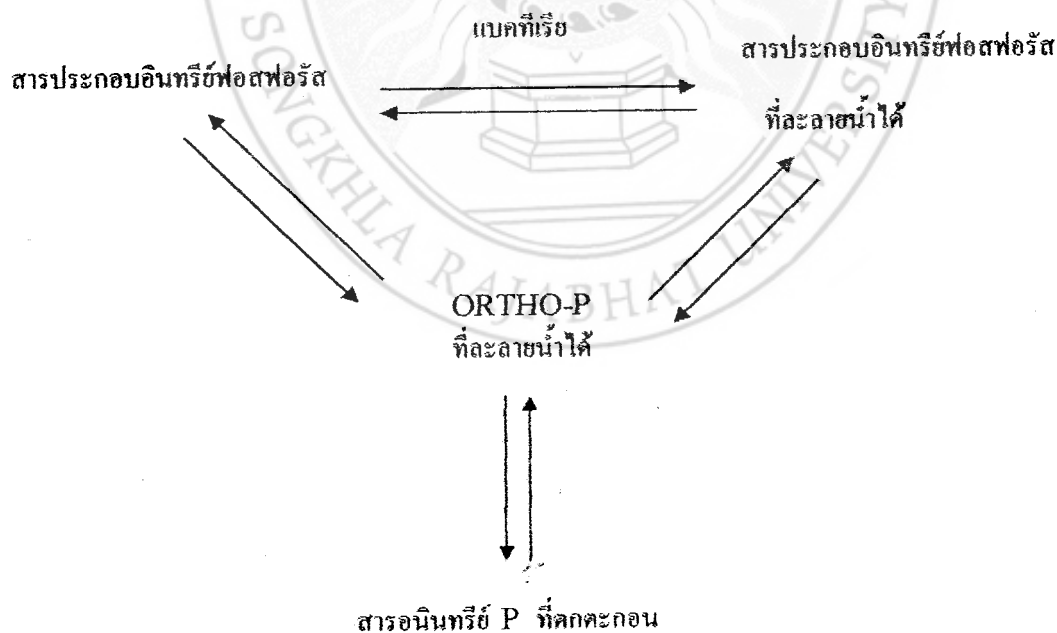 แบคทีเรีย
สารประกอบอินทรีย์ฟอสฟอรัส
สารประกอบอินทรีย์ฟอสฟอรัส
ที่ละลายน้ำได้
ORTHO-P
ที่ละลายน้ำได้
สารอนินทรีย์ P ที่ตกตะกอน
SONGKHLA RAJABHAT UNIVERSITY